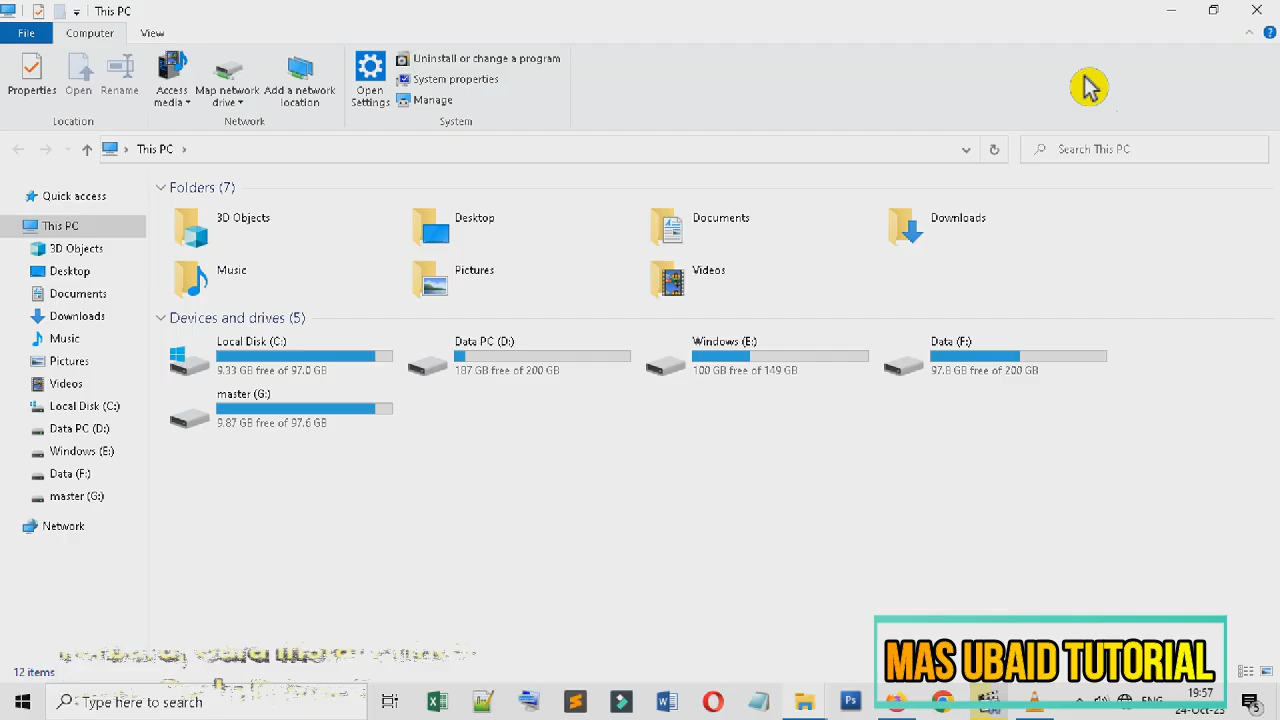 This PC
File Computer View
Properties Open Rename Access media Map network drive Add a network location Open Settings Uninstall or change a program
System properties
Manage
Location Network System
This PC
Search This PC
Quick access
This PC
3D Objects
Desktop
Documents
Downloads
Music
Pictures
Videos
Local Disk (C:)
Data PC (D:)
Windows (E:)
Data (F:)
master (G:)
Network
Folders (7)
3D Objects Desktop Documents Downloads
Music Pictures Videos
Devices and drives (5)
Local Disk (C:) Data PC (D:) Windows (E:) Data (F:)
9.33 GB free of 97.0 GB 187 GB free of 200 GB 100 GB free of 149 GB 97.8 GB free of 200 GB
master (G:)
9.87 GB free of 97.6 GB
12 items
MAS UBAID TUTORIAL
Type here to search
Ps
ENG
19:57
24-Oct-23
5